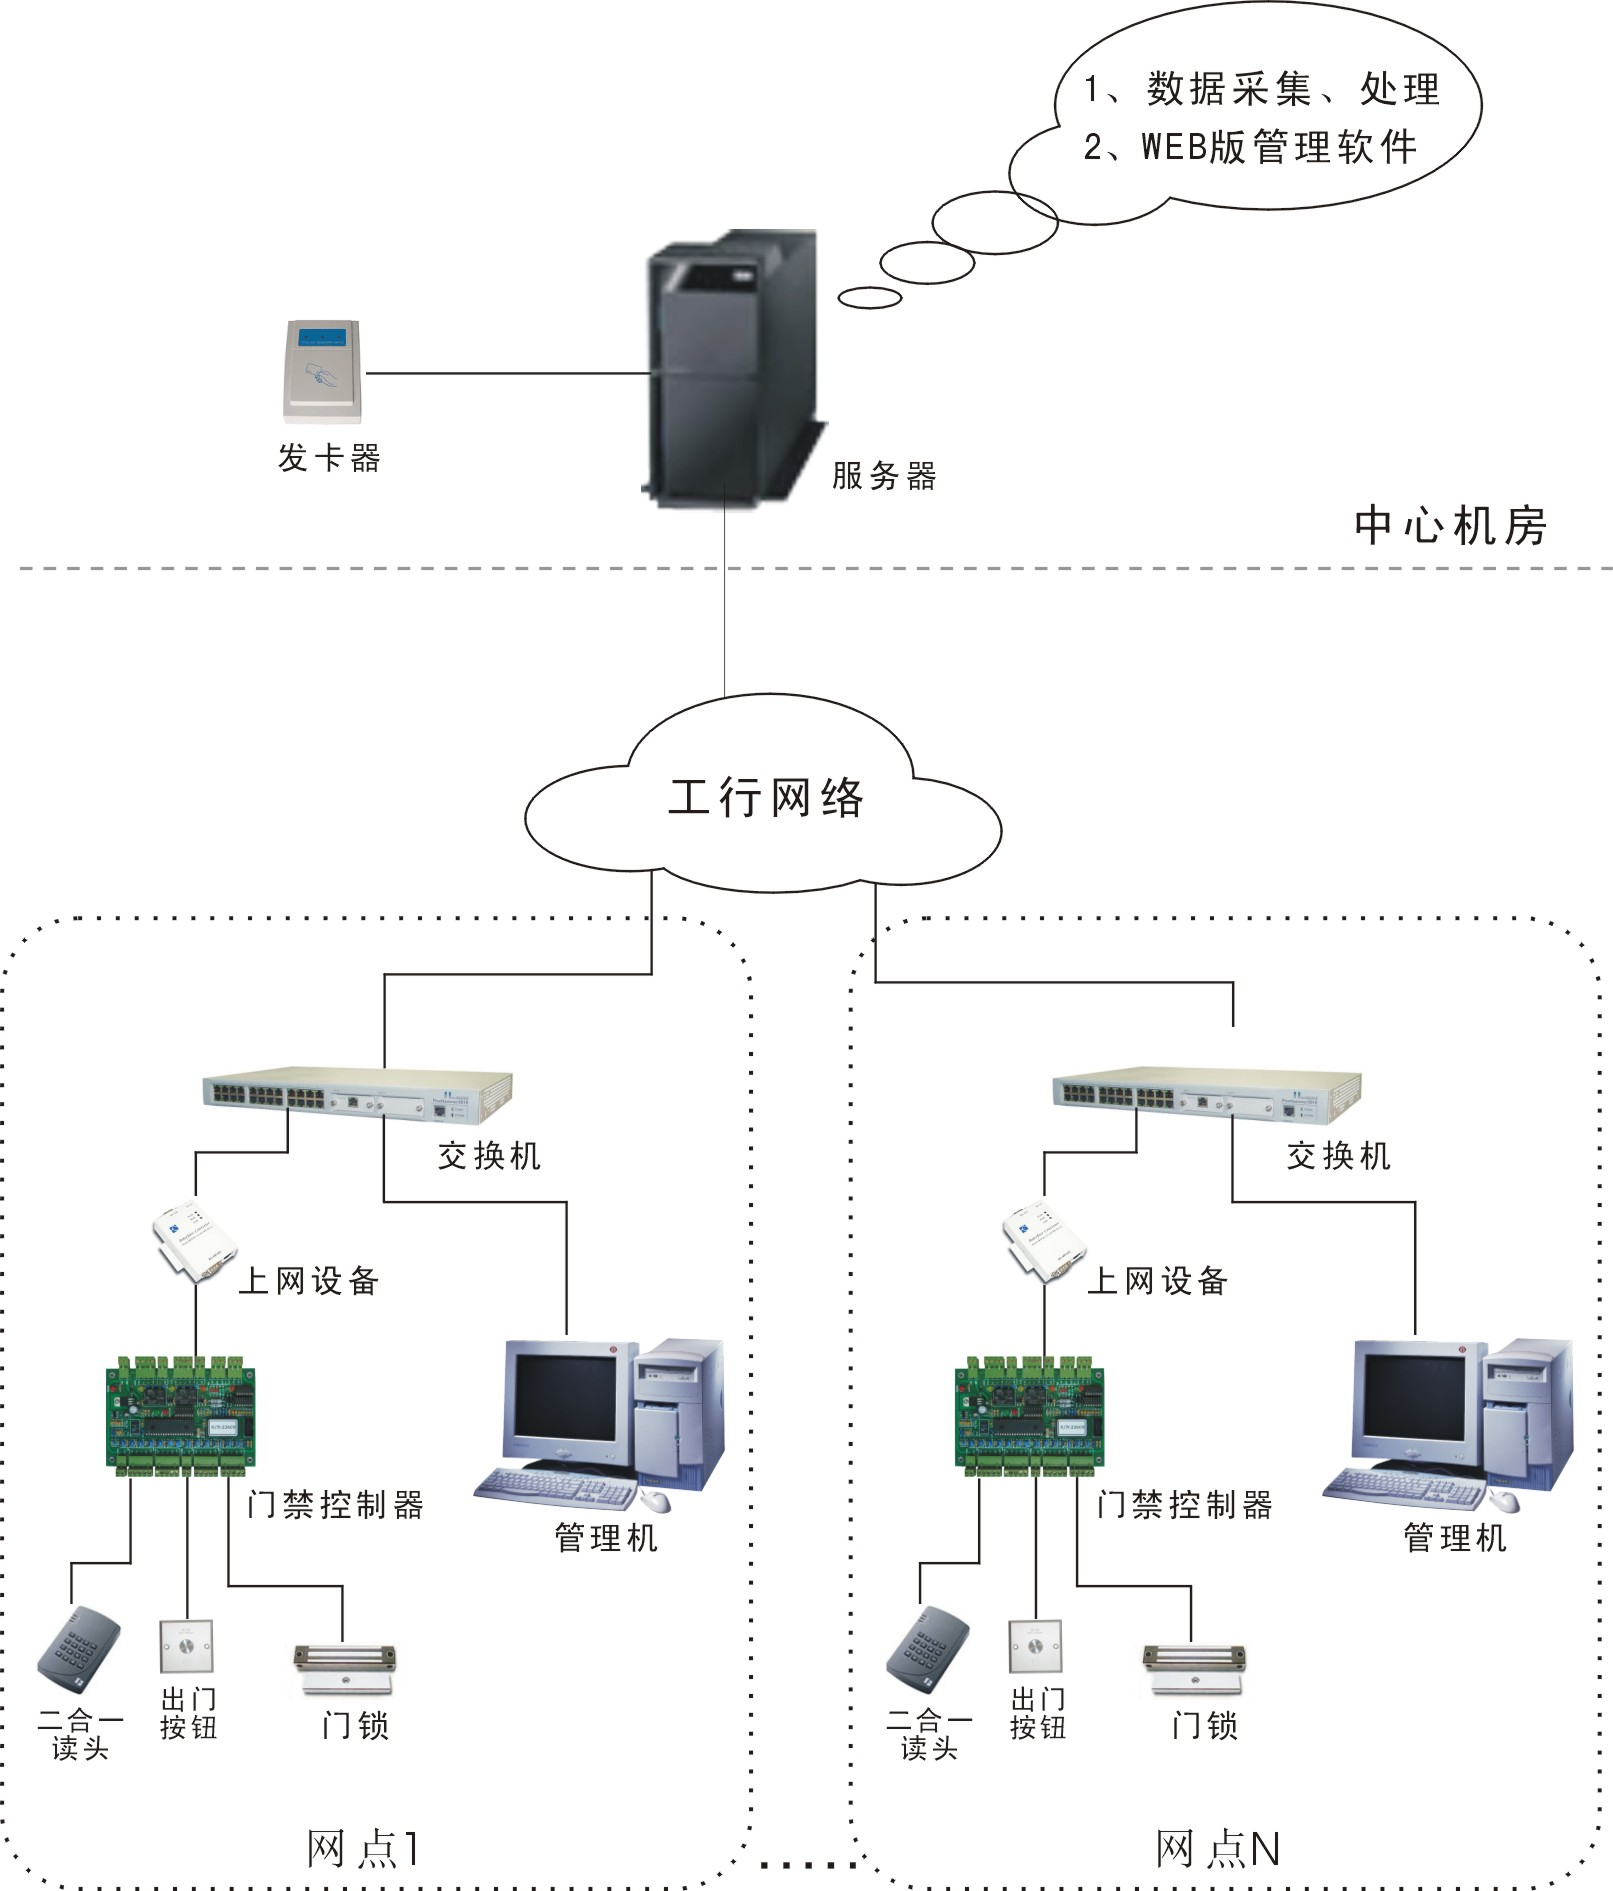 1、数据采集、处理
2、WEB版管理软件
发卡器
服务器
中心机房
工行网络
交换机
上网设备
门禁控制器
管理机
二合一
读头
出门
按钮
门锁
网点1
......
交换机
上网设备
门禁控制器
管理机
二合一
读头
出门
按钮
门锁
网点N